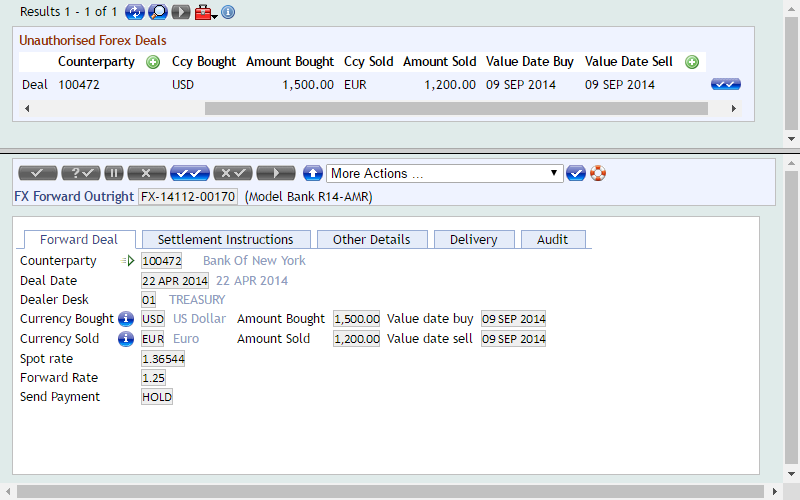 Results 1 - 1 of 1
Unauthorised Forex Deals
Counterparty Ccy Bought Amount Bought Ccy Sold Amount Sold Value Date Buy Value Date Sell
Deal 100472 USD 1,500.00 EUR 1,200.00 09 SEP 2014 09 SEP 2014
More Actions ...
FX Forward Outright FX-14112-00170 (Model Bank R14-AMR)
Forward Deal Settlement Instructions Other Details Delivery Audit
Counterparty 100472 Bank Of New York
Deal Date 22 APR 2014 22 APR 2014
Dealer Desk 01 TREASURY
Currency Bought USD US Dollar Amount Bought 1,500.00 Value date buy 09 SEP 2014
Currency Sold EUR Euro Amount Sold 1,200.00 Value date sell 09 SEP 2014
Spot rate 1.36544
Forward Rate 1.25
Send Payment HOLD